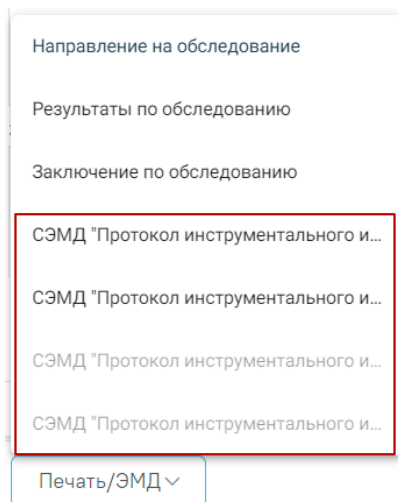 Направление на обследование
Результаты по обследованию
Заключение по обследованию
СЭМД "Протокол инструментального и...
СЭМД "Протокол инструментального и...
СЭМД "Протокол инструментального и...
СЭМД "Протокол инструментального и...
Печать/ЭМД